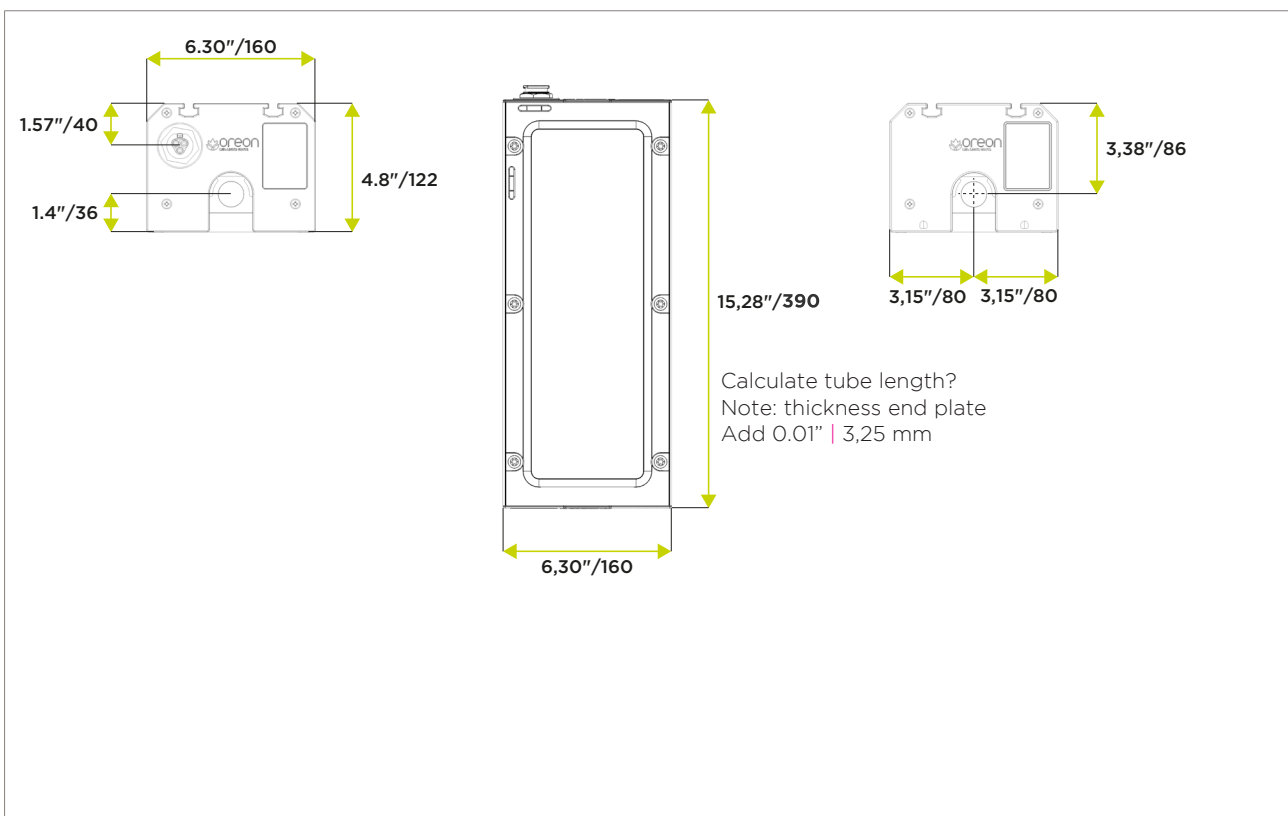 6.30"/160
1.57"/40
1.4"/36
4.8"/122
oreon
15,28"/390
6,30"/160
Calculate tube length?
Note: thickness end plate
Add 0.01” | 3,25 mm
oreon
3,38"/86
3,15"/80
3,15"/80